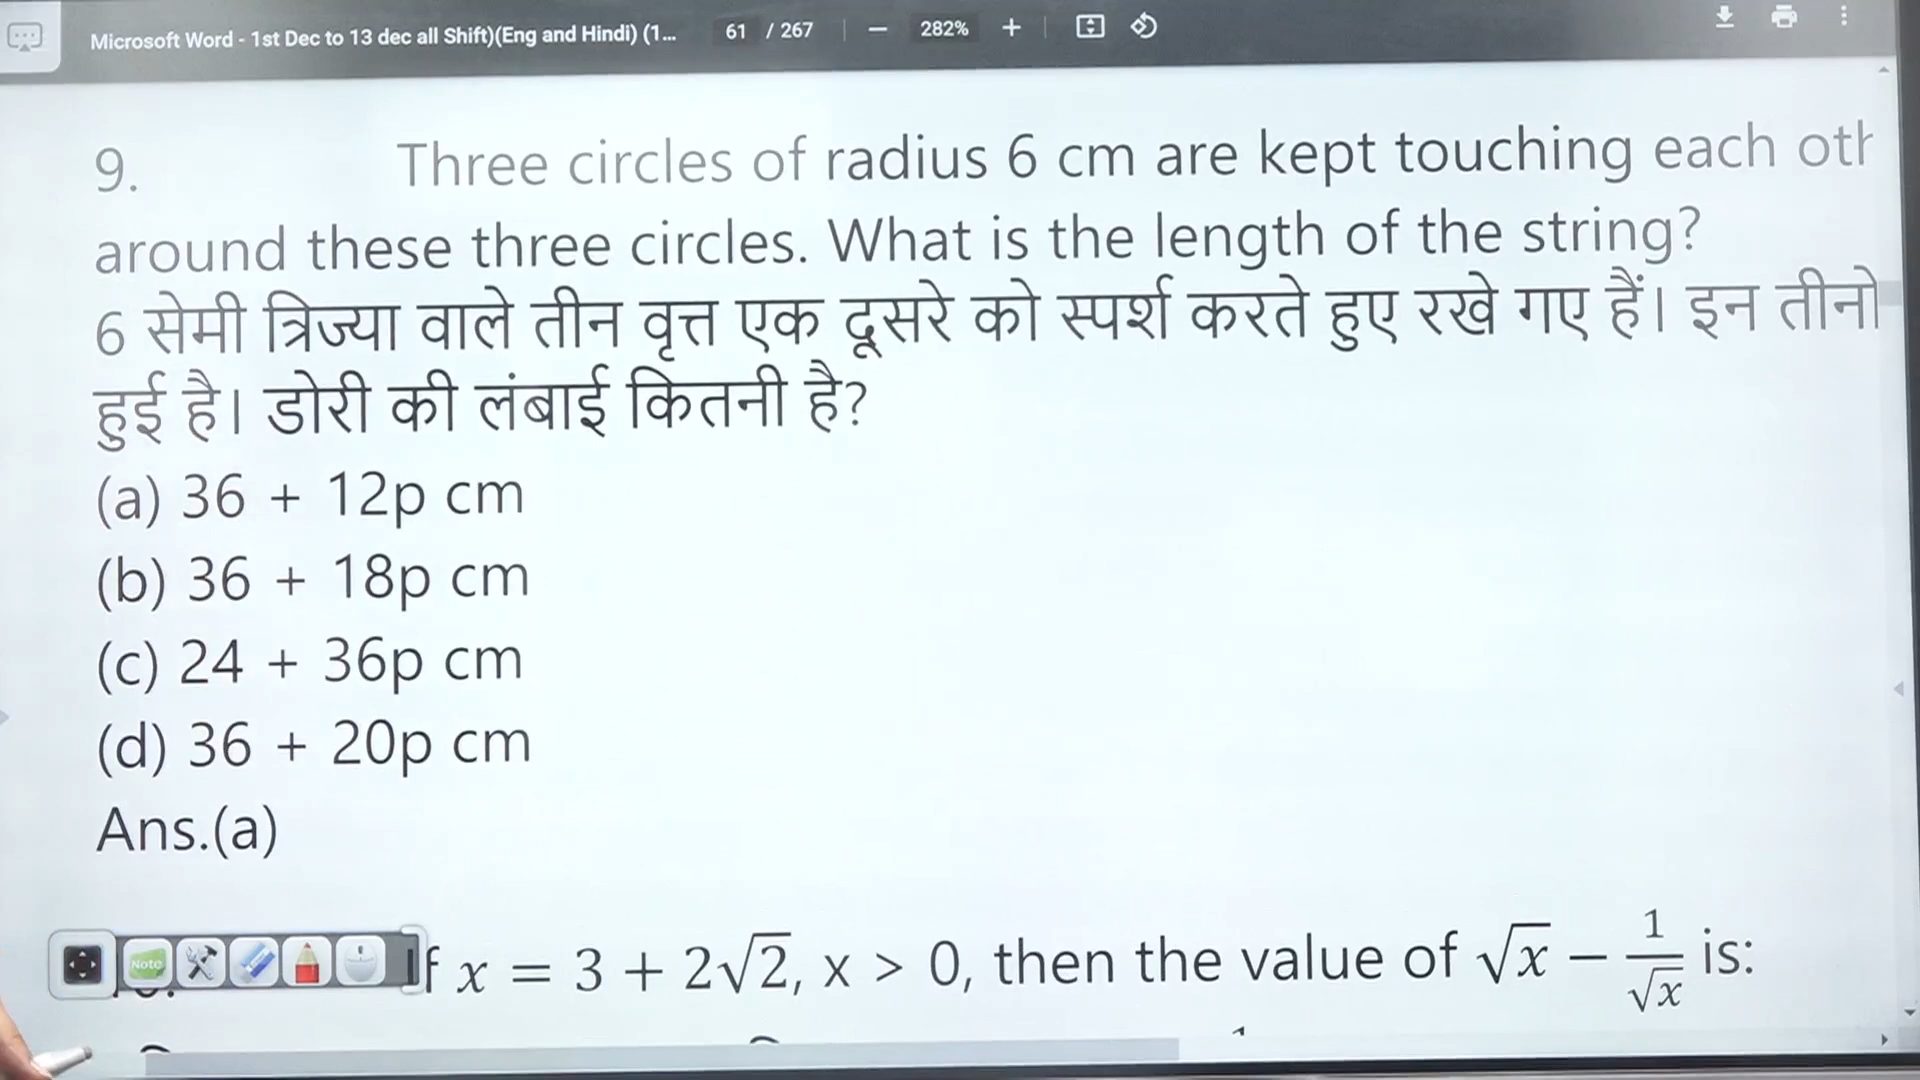 Microsoft Word - 1st Dec to 13 dec all Shift)(Eng and Hindi) (1... 61 / 267 − 282% +
9. Three circles of radius 6 cm are kept touching each oth
around these three circles. What is the length of the string?
6 सेमी त्रिज्या वाले तीन वृत्त एक दूसरे को स्पर्श करते हुए रखे गए हैं। इन तीनो
हुई है। डोरी की लंबाई कितनी है?
(a) 36 + 12p cm
(b) 36 + 18p cm
(c) 24 + 36p cm
(d) 36 + 20p cm
Ans.(a)
Note
If x = 3 + 2√2, x > 0, then the value of √x − 1/√x is: